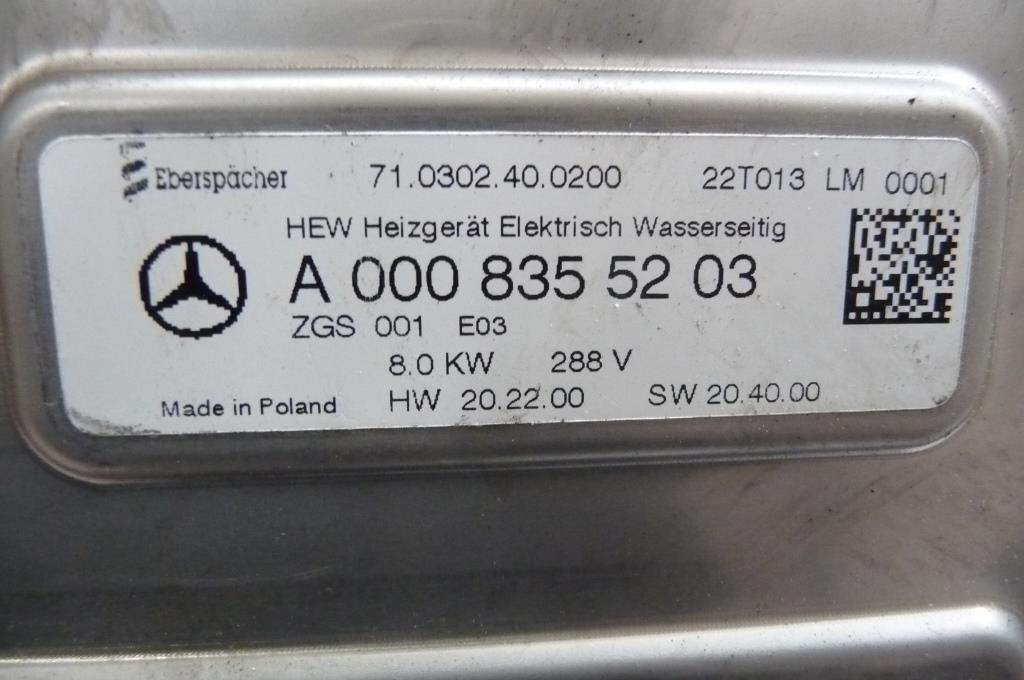 Eberspächer 71.0302.40.0200 22T013 LM 0001
HEW Heizgerät Elektrisch Wasserseitig
A 000 835 52 03
ZGS 001 E03
8.0 KW 288 V
Made in Poland HW 20.22.00 SW 20.40.00